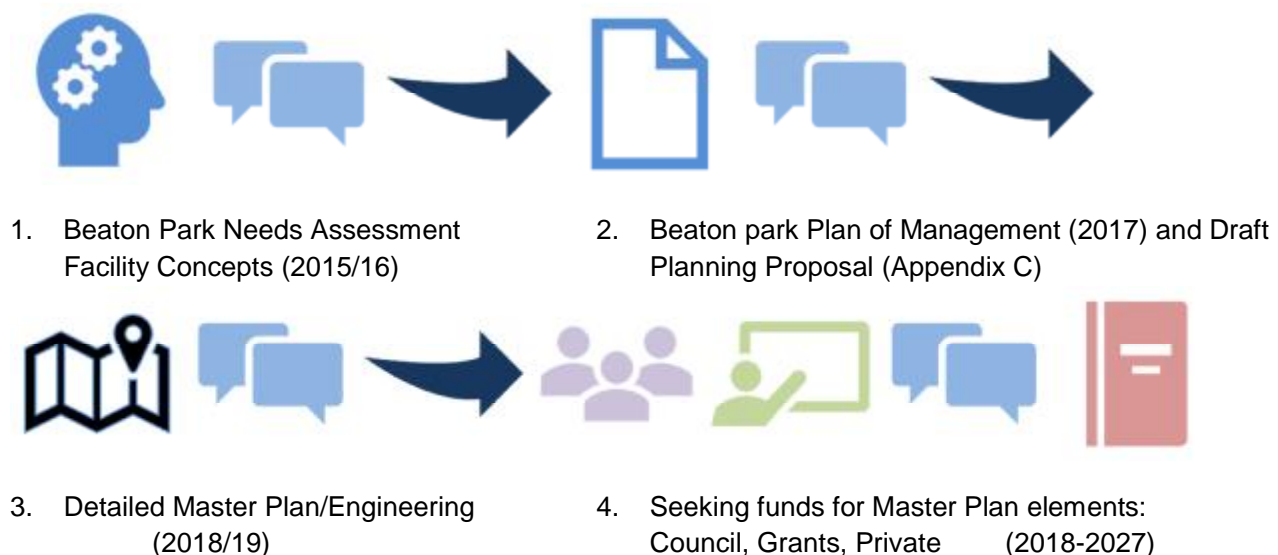 1. Beaton Park Needs Assessment
Facility Concepts (2015/16)
2. Beaton park Plan of Management (2017) and Draft
Planning Proposal (Appendix C)
3. Detailed Master Plan/Engineering
(2018/19)
4. Seeking funds for Master Plan elements:
Council, Grants, Private (2018-2027)